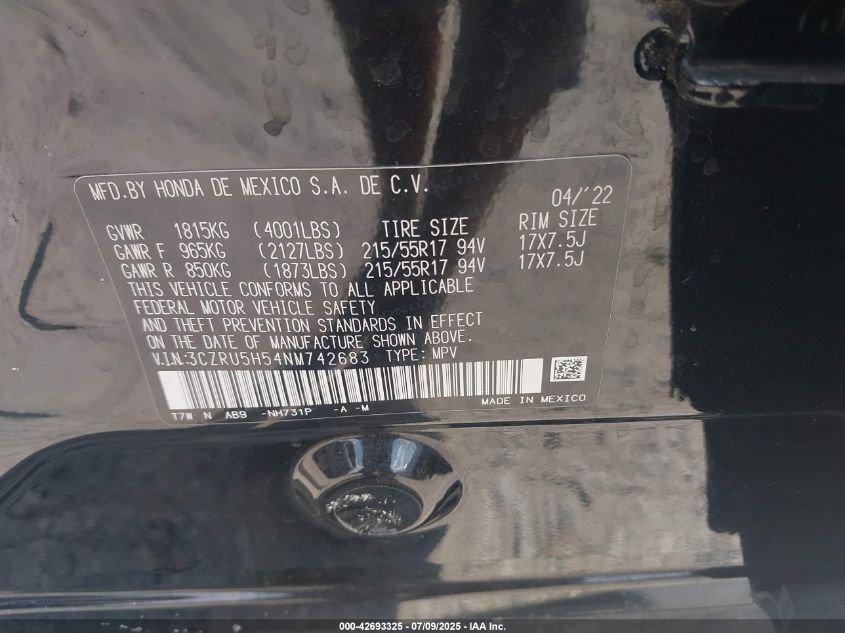 MFD.BY HONDA DE MEXICO S.A. DE C.V.
04/'22
GVWR 1815KG (4001LBS) TIRE SIZE RIM SIZE
GAWR F 965KG (2127LBS) 215/55R17 94V 17X7.5J
GAWR R 850KG (1873LBS) 215/55R17 94V 17X7.5J
THIS VEHICLE CONFORMS TO ALL APPLICABLE
FEDERAL MOTOR VEHICLE SAFETY
AND THEFT PREVENTION STANDARDS IN EFFECT
ON THE DATE OF MANUFACTURE SHOWN ABOVE.
V.I.N:3CZRU5H54NM742683 TYPE: MPV
T7W N AB9 -NH731P -A -M MADE IN MEXICO
000-42693325 - 07/09/2025 - IAA Inc.